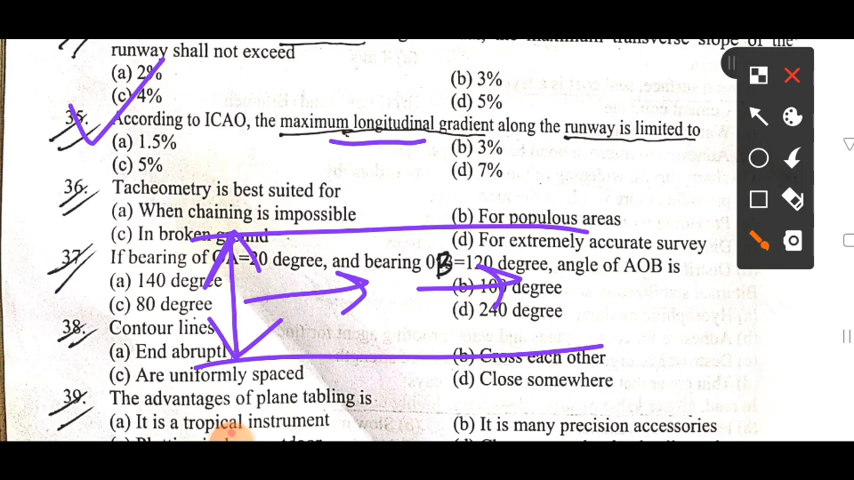 runway shall not exceed
(a) 2%
(b) 3%
(c) 4%
(d) 5%
35. According to ICAO, the maximum longitudinal gradient along the runway is limited to
(a) 1.5%
(b) 3%
(c) 5%
(d) 7%
36. Tacheometry is best suited for
(a) When chaining is impossible
(b) For populous areas
(c) In broken ground
(d) For extremely accurate survey
37. If bearing of OA=20 degree, and bearing 0B=120 degree, angle of AOB is
(a) 140 degree
(b) 100 degree
(c) 80 degree
(d) 240 degree
38. Contour lines
(a) End abruptl
(b) Cross each other
(c) Are uniformly spaced
(d) Close somewhere
39. The advantages of plane tabling is
(a) It is a tropical instrument
(b) It is many precision accessories